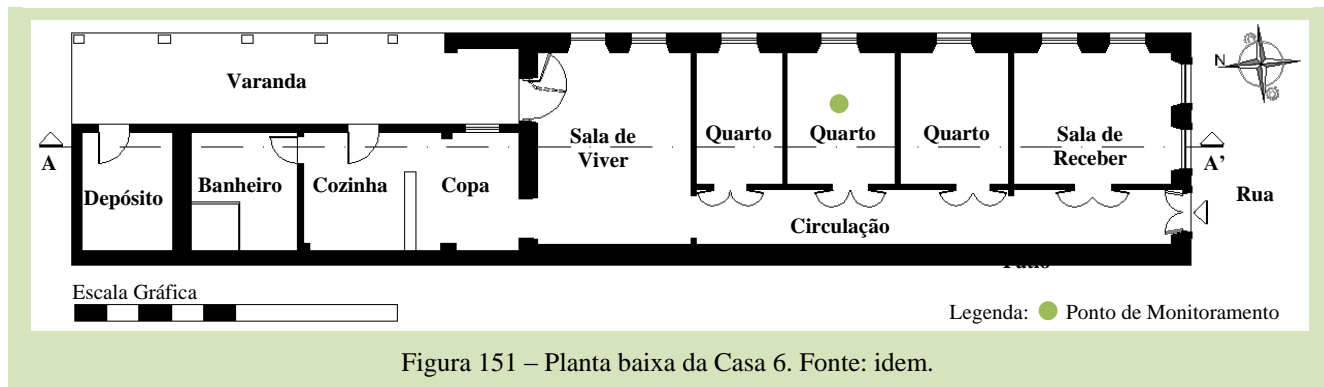 Varanda
N
Sala de
Viver
Quarto
Quarto
Quarto
Sala de
Receber
A
A’
Depósito
Banheiro
Cozinha
Copa
Rua
Circulação
Escala Gráfica
Legenda: Ponto de Monitoramento
Figura 151 – Planta baixa da Casa 6. Fonte: idem.